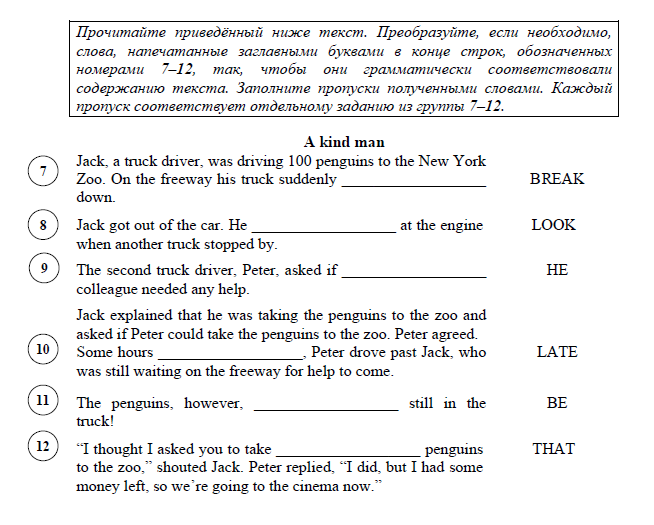 Прочитайте приведённый ниже текст. Преобразуйте, если необходимо,
слова, напечатанные заглавными буквами в конце строк, обозначенных
номерами 7–12, так, чтобы они грамматически соответствовали
содержанию текста. Заполните пропуски полученными словами. Каждый
пропуск соответствует отдельному заданию из группы 7–12.
A kind man
Jack, a truck driver, was driving 100 penguins to the New York
7 Zoo. On the freeway his truck suddenly ___________________ BREAK
down.
8 Jack got out of the car. He ___________________ at the engine LOOK
when another truck stopped by.
9 The second truck driver, Peter, asked if ___________________ HE
colleague needed any help.
Jack explained that he was taking the penguins to the zoo and
asked if Peter could take the penguins to the zoo. Peter agreed.
10 Some hours ___________________, Peter drove past Jack, who LATE
was still waiting on the freeway for help to come.
11 The penguins, however, ___________________ still in the BE
truck!
12 “I thought I asked you to take ___________________ penguins THAT
to the zoo,” shouted Jack. Peter replied, “I did, but I had some
money left, so we’re going to the cinema now.”